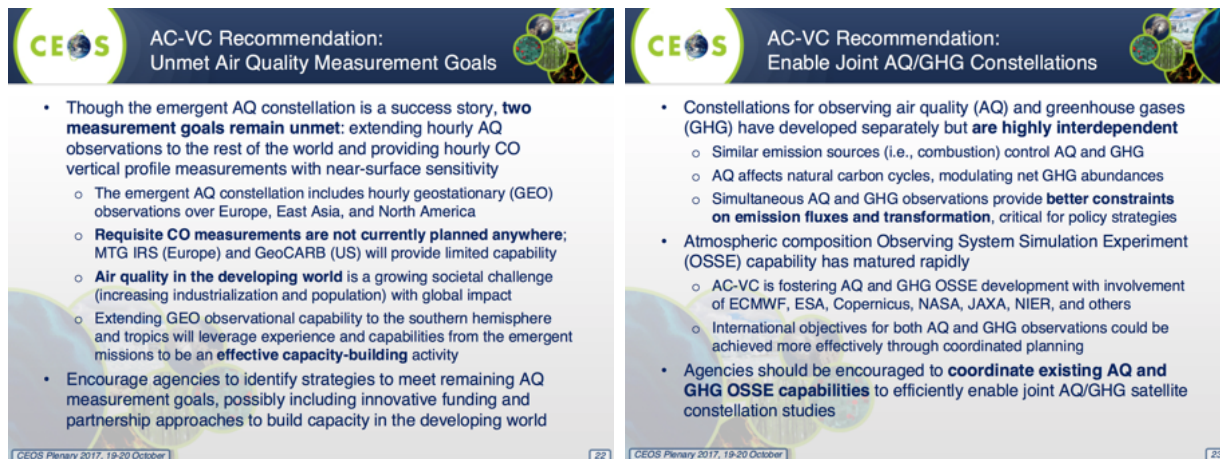 CEOS
AC-VC Recommendation:
Unmet Air Quality Measurement Goals
• Though the emergent AQ constellation is a success story, two
measurement goals remain unmet: extending hourly AQ
observations to the rest of the world and providing hourly CO
vertical profile measurements with near-surface sensitivity
o The emergent AQ constellation includes hourly geostationary (GEO)
observations over Europe, East Asia, and North America
o Requisite CO measurements are not currently planned anywhere;
MTG IRS (Europe) and GeoCARB (US) will provide limited capability
o Air quality in the developing world is a growing societal challenge
(increasing industrialization and population) with global impact
o Extending GEO observational capability to the southern hemisphere
and tropics will leverage experience and capabilities from the emergent
missions to be an effective capacity-building activity
• Encourage agencies to identify strategies to meet remaining AQ
measurement goals, possibly including innovative funding and
partnership approaches to build capacity in the developing world
CEOS Plenary 2017, 19-20 October
22
CEOS
AC-VC Recommendation:
Enable Joint AQ/GHG Constellations
• Constellations for observing air quality (AQ) and greenhouse gases
(GHG) have developed separately but are highly interdependent
o Similar emission sources (i.e., combustion) control AQ and GHG
o AQ affects natural carbon cycles, modulating net GHG abundances
o Simultaneous AQ and GHG observations provide better constraints
on emission fluxes and transformation, critical for policy strategies
• Atmospheric composition Observing System Simulation Experiment
(OSSE) capability has matured rapidly
o AC-VC is fostering AQ and GHG OSSE development with involvement
of ECMWF, ESA, Copernicus, NASA, JAXA, NIER, and others
o International objectives for both AQ and GHG observations could be
achieved more effectively through coordinated planning
• Agencies should be encouraged to coordinate existing AQ and
GHG OSSE capabilities to efficiently enable joint AQ/GHG satellite
constellation studies
CEOS Plenary 2017, 19-20 October
23